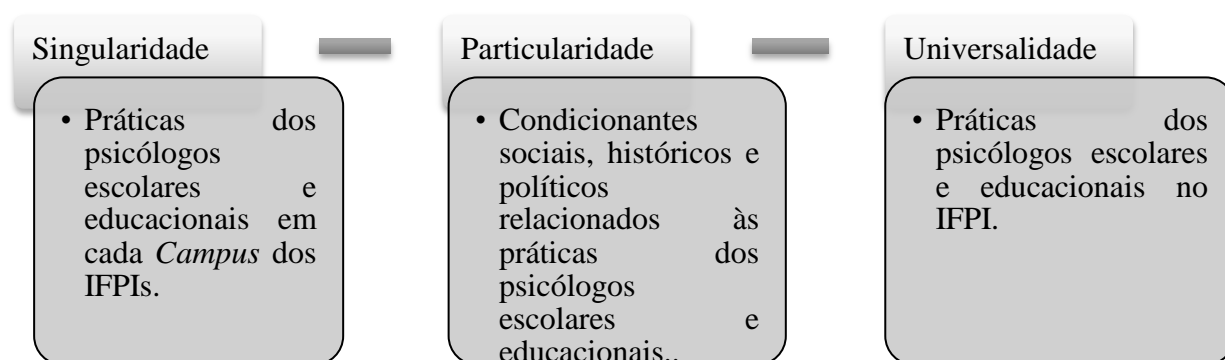 Singularidade
• Práticas dos
psicólogos
escolares e
educacionais em
cada Campus dos
IFPIs.
Particularidade
• Condicionantes
sociais, históricos e
políticos
relacionados às
práticas dos
psicólogos
escolares e
educacionais..
Universalidade
• Práticas dos
psicólogos escolares
e educacionais no
IFPI.